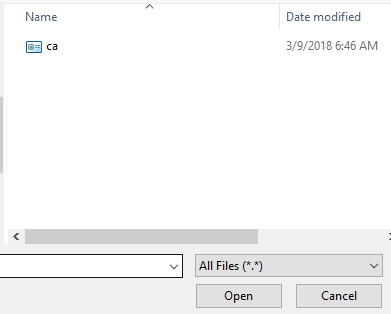 Name Date modified
ca 3/9/2018 6:46 AM
All Files (*.*)
Open Cancel